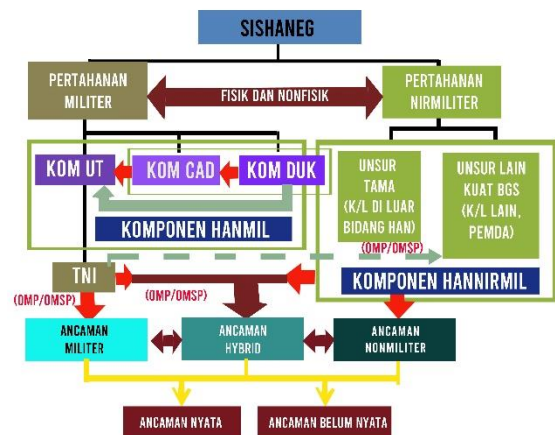 SISHANEG
PERTAHANAN
MILITER
FISIK DAN NONFISIK
PERTAHANAN
NIRMILITER
KOM UT
KOM CAD
KOM DUK
KOMPONEN HANMIL
UNSUR
TAMA
(K/L DI LUAR
BIDANG HAN)
UNSUR LAIN
KUAT BGS
(K/L LAIN,
PEMDA)
(OMP/OMSP)
KOMPONEN HANNIRMIL
TNI
(OMP/OMSP)
(OMP/OMSP)
ANCAMAN
MILITER
ANCAMAN
HYBRID
ANCAMAN
NONMILITER
ANCAMAN NYATA
ANCAMAN BELUM NYATA